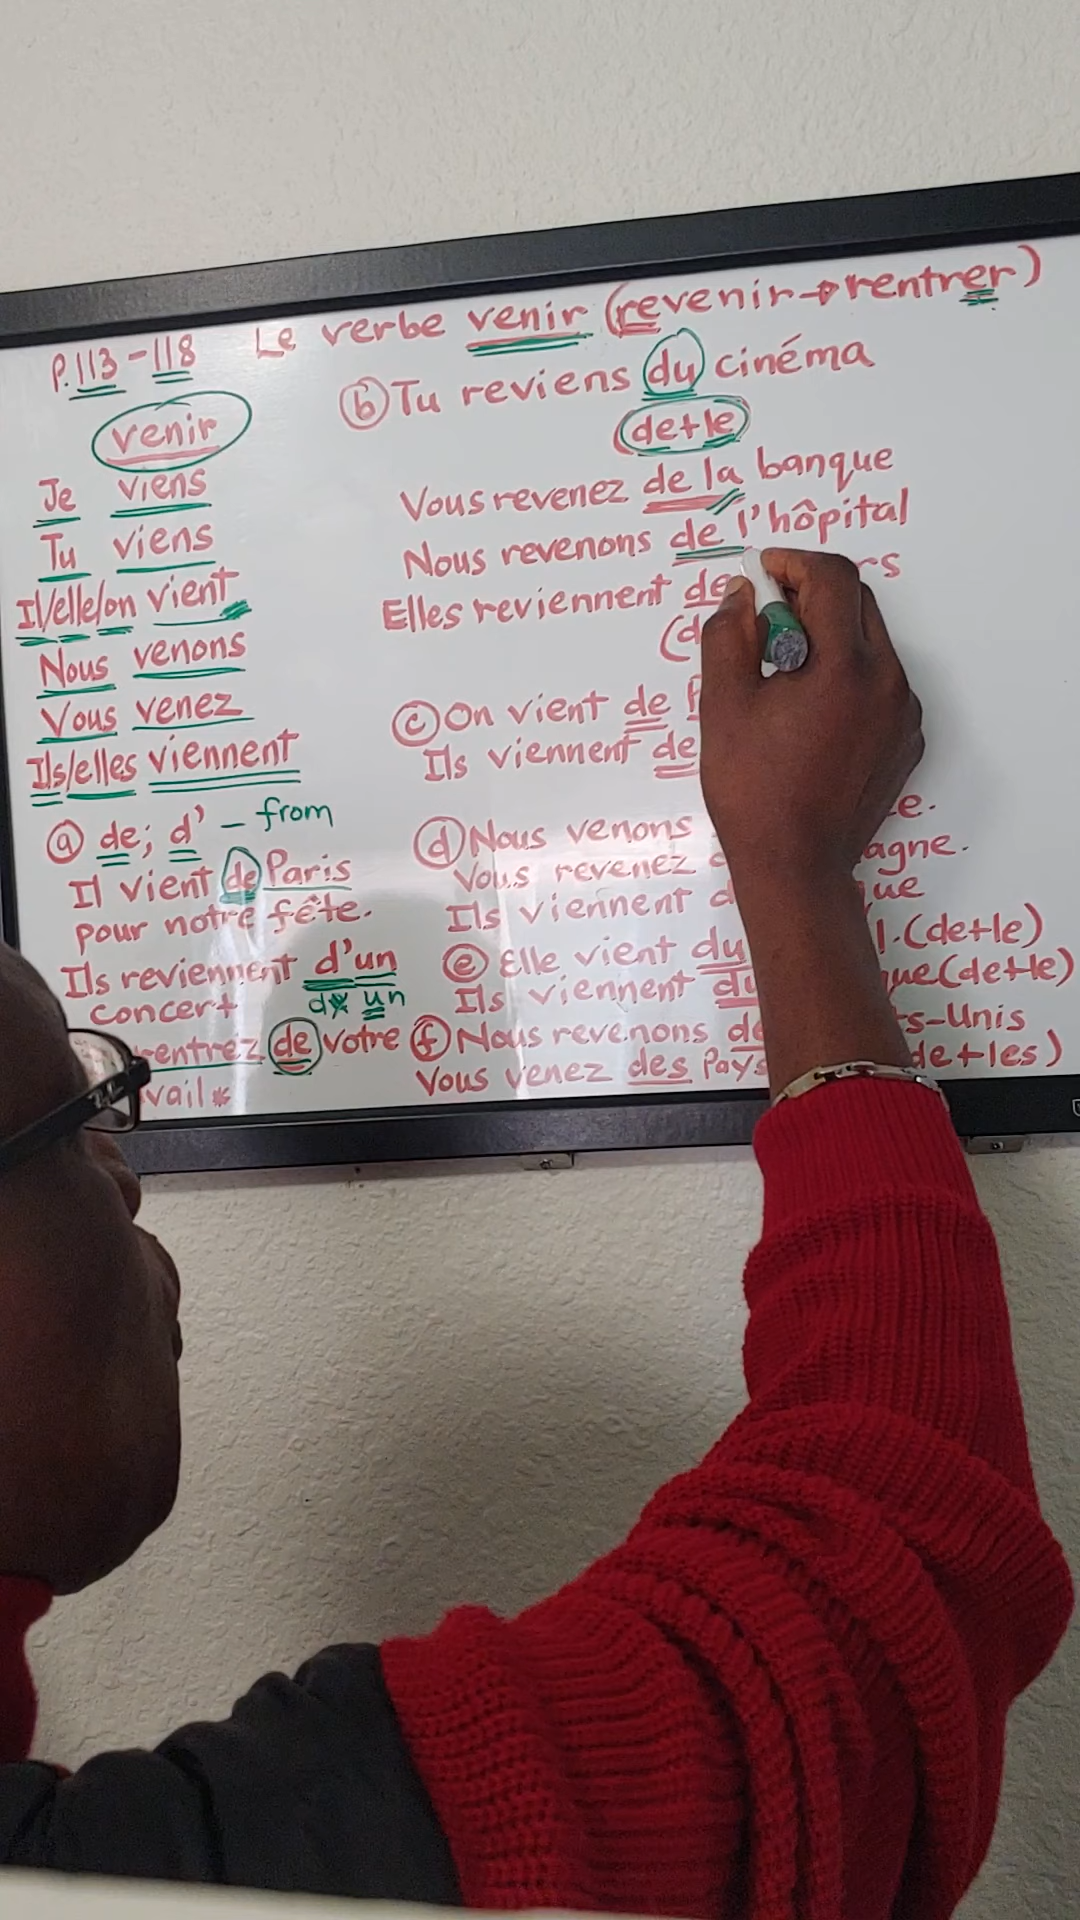 Le verbe venir (revenir→rentrer)
P.113-118
venir
Je viens
Tu viens
Il/elle/on vient
Nous venons
Vous venez
Ils/elles viennent
ⓐ de; d' - from
Il vient de Paris
pour notre fête.
Ils reviennent d'un
concert
de un
rentrez de votre
ⓑ Tu reviens du cinéma
(de+le)
Vous revenez de la banque
Nous revenons de l'hôpital
Elles reviennent
ⓒ On vient de
Ils viennent de
ⓓ Nous venons
Vous revenez
Ils viennent
ⓔ Elle vient du l.(de+le)
Ils viennent du que(de+le)
ⓕ Nous revenons s-Unis
Vous venez des Pays de+les)